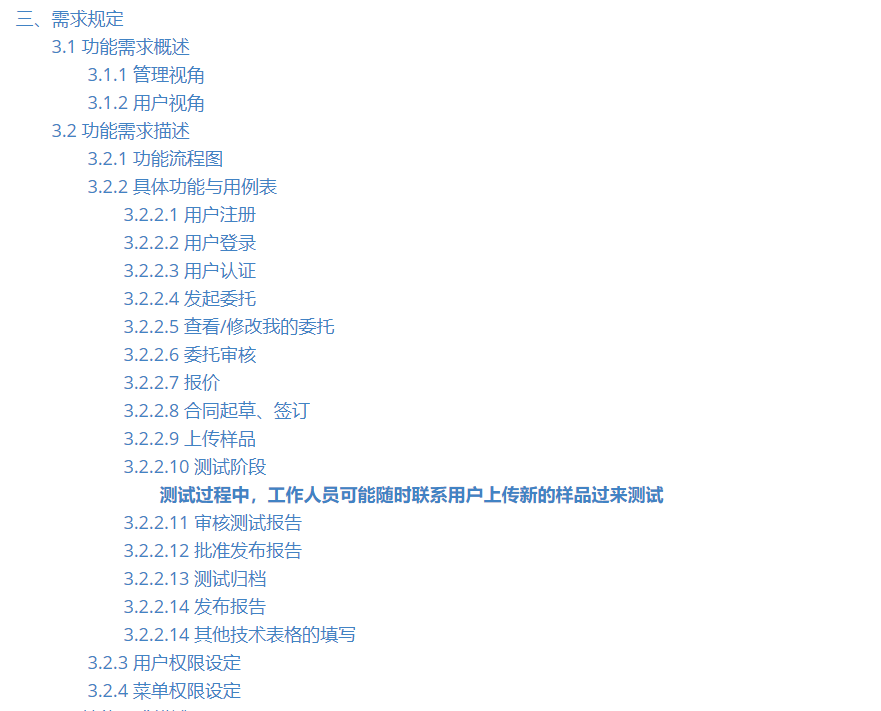 三、需求规定
3.1 功能需求概述
3.1.1 管理视角
3.1.2 用户视角
3.2 功能需求描述
3.2.1 功能流程图
3.2.2 具体功能与用例表
3.2.2.1 用户注册
3.2.2.2 用户登录
3.2.2.3 用户认证
3.2.2.4 发起委托
3.2.2.5 查看/修改我的委托
3.2.2.6 委托审核
3.2.2.7 报价
3.2.2.8 合同起草、签订
3.2.2.9 上传样品
3.2.2.10 测试阶段
测试过程中，工作人员可能随时联系用户上传新的样品过来测试
3.2.2.11 审核测试报告
3.2.2.12 批准发布报告
3.2.2.13 测试归档
3.2.2.14 发布报告
3.2.2.14 其他技术表格的填写
3.2.3 用户权限设定
3.2.4 菜单权限设定